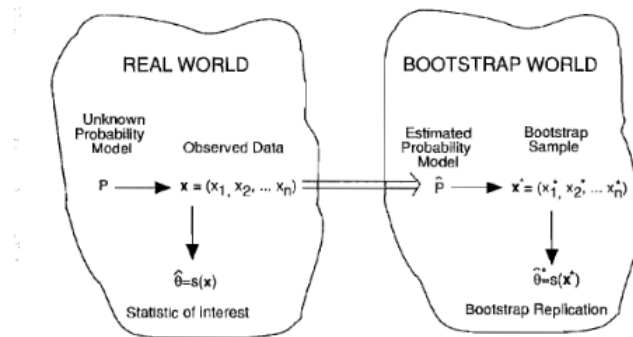 REAL WORLD
Unknown
Probability
Model
Observed Data
P
x = (x₁, x₂, ... xₙ)
θ̂=s(x)
Statistic of Interest
BOOTSTRAP WORLD
Estimated
Probability
Model
Bootstrap
Sample
P̂
x* = (x₁*, x₂*, ... xₙ*)
θ̂*=s(x*)
Bootstrap Replication